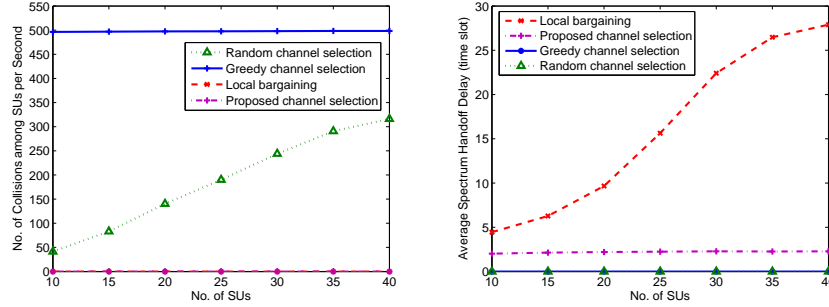 550
500
450
400
350
300
250
200
150
100
50
0
No. of Collisions among SUs per Second
Random channel selection
Greedy channel selection
Local bargaining
Proposed channel selection
10 15 20 25 30 35 40
No. of SUs
30
25
20
15
10
5
0
Average Spectrum Handoff Delay (time slot)
Local bargaining
Proposed channel selection
Greedy channel selection
Random channel selection
10 15 20 25 30 35 40
No. of SUs